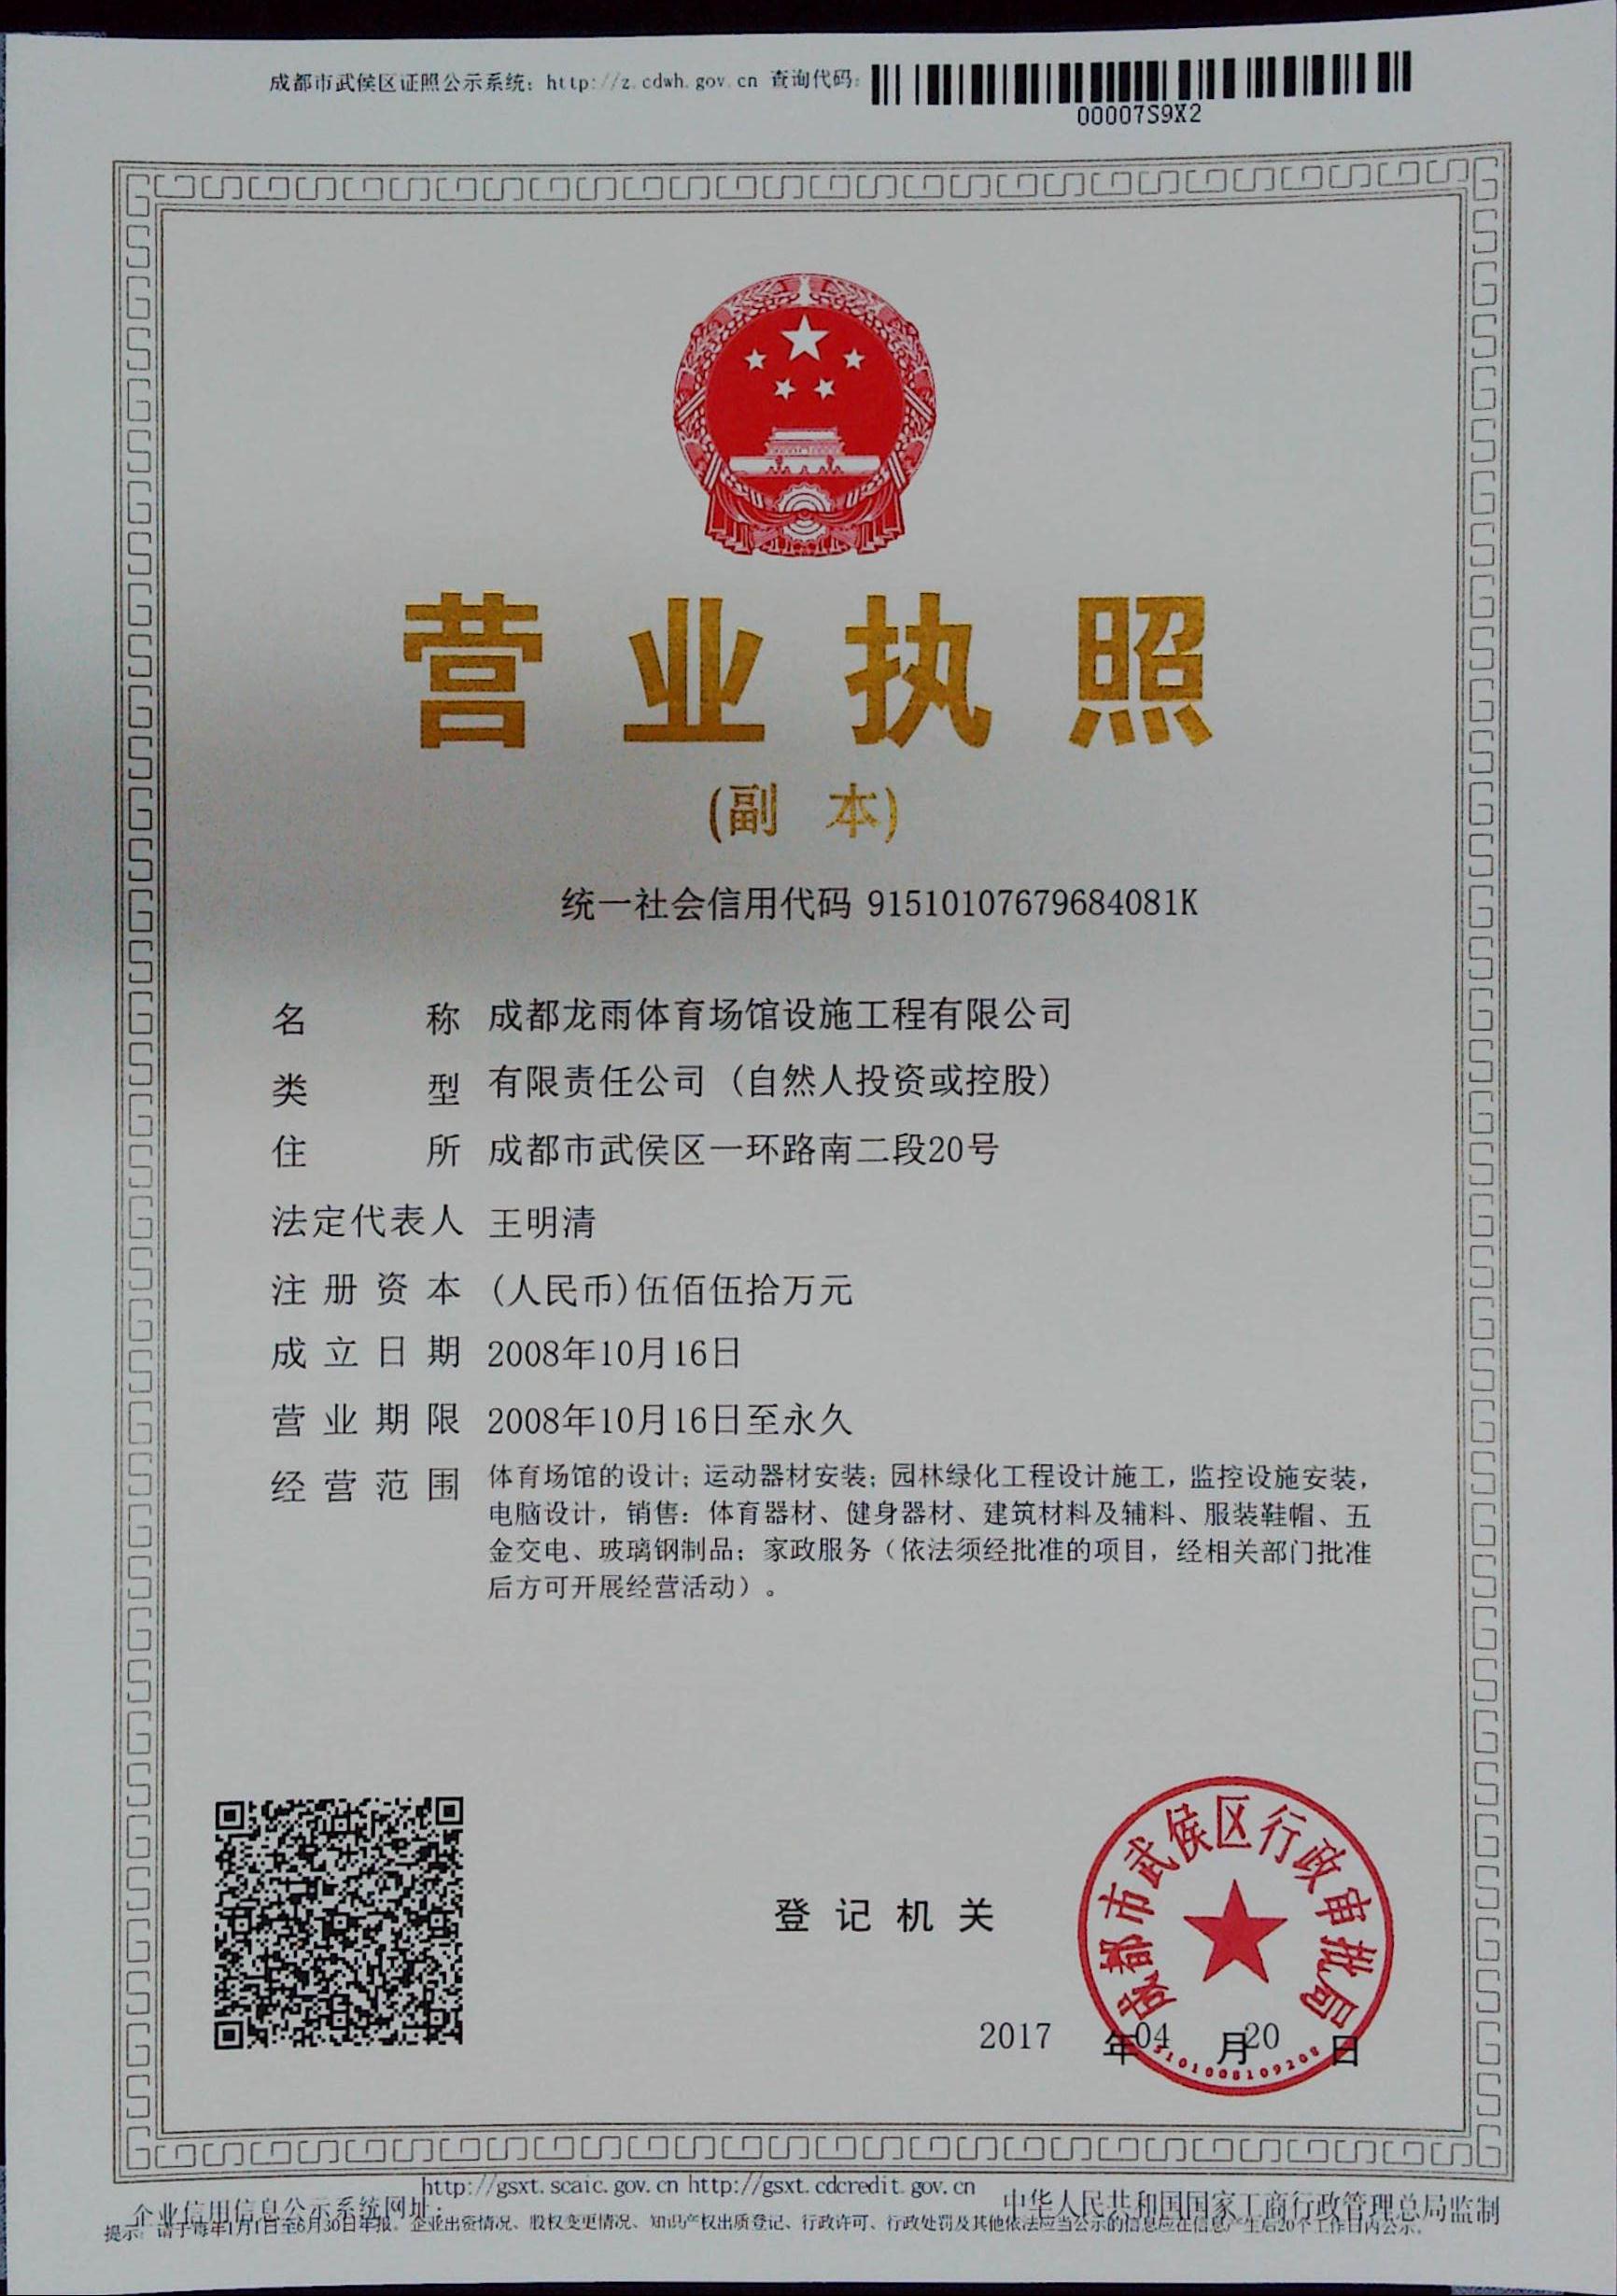 成都市武侯区证照公示系统：http://z.cdwh.gov.cn 查询代码：
00007S9X2
营业执照
(副 本)
统一社会信用代码 91510107679684081K
名 称 成都龙雨体育场馆设施工程有限公司
类 型 有限责任公司（自然人投资或控股）
住 所 成都市武侯区一环路南二段20号
法定代表人 王明清
注册资本 (人民币)伍佰伍拾万元
成立日期 2008年10月16日
营业期限 2008年10月16日至永久
经营范围 体育场馆的设计；运动器材安装；园林绿化工程设计施工，监控设施安装，
电脑设计，销售：体育器材、健身器材、建筑材料及辅料、服装鞋帽、五
金交电、玻璃钢制品；家政服务（依法须经批准的项目，经相关部门批准
后方可开展经营活动）。
成都市武侯区行政审批局
登记机关
2017 年04 月20 日
5101008109208
http://gsxt.scaic.gov.cn http://gsxt.cdcredit.gov.cn
企业信用信息公示系统网址： 中华人民共和国国家工商行政管理总局监制
提示：请于每年1月1日至6月30日年报。企业出资情况、股权变更情况、知识产权出质登记、行政许可、行政处罚及其他依法应当公示的信息应在信息产生后20个工作日内公示。